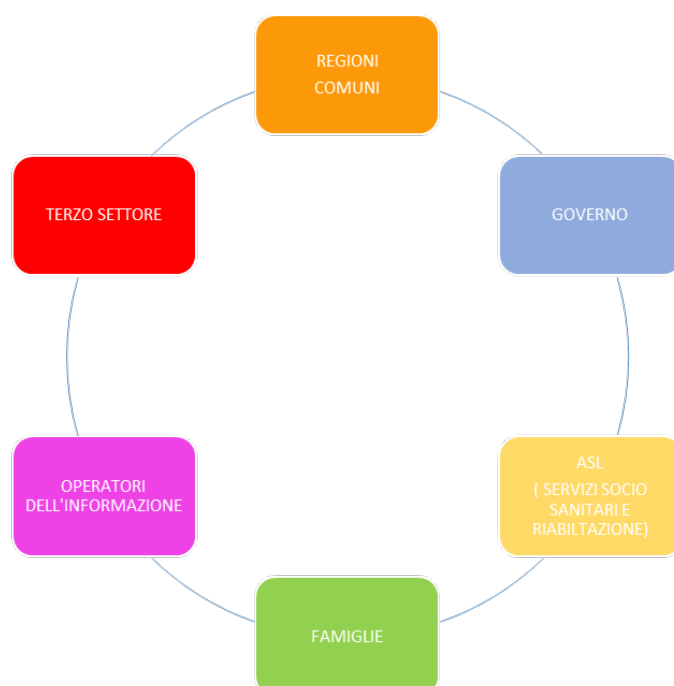 REGIONI
COMUNI
TERZO SETTORE
GOVERNO
OPERATORI
DELL'INFORMAZIONE
ASL
( SERVIZI SOCIO
SANITARI E
RIABILTAZIONE)
FAMIGLIE